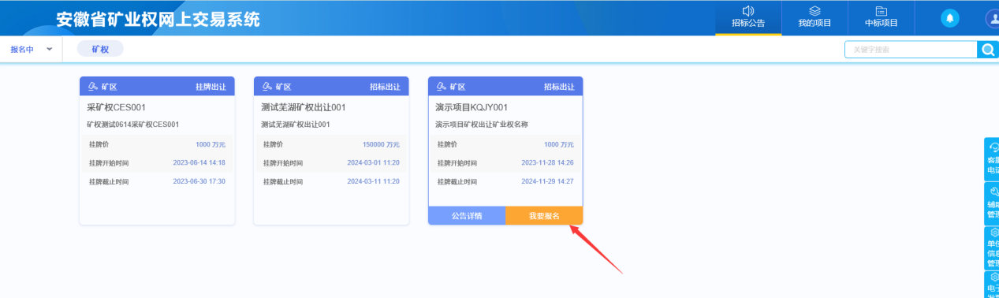 安徽省矿业权网上交易系统
招标公告
我的项目
中标项目
报名中
矿权
关键字搜索
矿区 挂牌出让
采矿权CES001
矿权测试0614采矿权CES001
挂牌价 1000 万元
挂牌开始时间 2023-06-14 14:18
挂牌截止时间 2023-06-30 17:30
矿区 招标出让
测试芜湖矿权出让001
测试芜湖矿权出让001
挂牌价 150000 万元
挂牌开始时间 2024-03-01 11:20
挂牌截止时间 2024-03-11 11:20
矿区 招标出让
演示项目KQJY001
演示项目矿权出让矿业权名称
挂牌价 1000 万元
挂牌开始时间 2023-11-28 14:26
挂牌截止时间 2024-11-29 14:27
公告详情
我要报名
客服
电话
辅助
管理
单位
信息
管理
电子